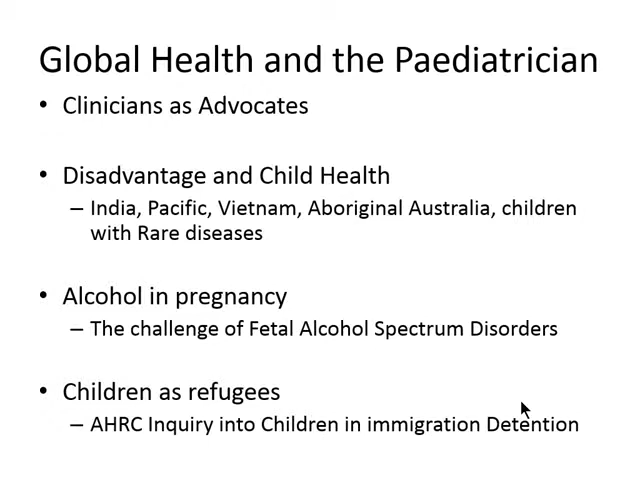 Global Health and the Paediatrician
• Clinicians as Advocates
• Disadvantage and Child Health
– India, Pacific, Vietnam, Aboriginal Australia, children
with Rare diseases
• Alcohol in pregnancy
– The challenge of Fetal Alcohol Spectrum Disorders
• Children as refugees
– AHRC Inquiry into Children in immigration Detention